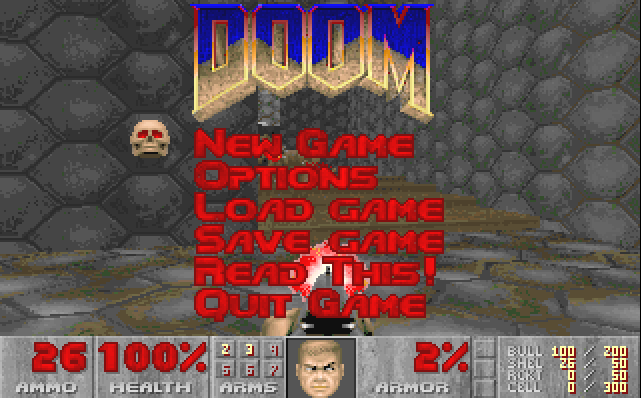 DOOM
NEW GAME
OPTIONS
LOAD GAME
SAVE GAME
READ THIS!
QUIT GAME
26 100% 2 3 4 2% BULL 100 / 200
5 6 7 SHEL 26 / 50
RCKT 0 / 50
AMMO HEALTH ARMS ARMOR CELL 0 / 300